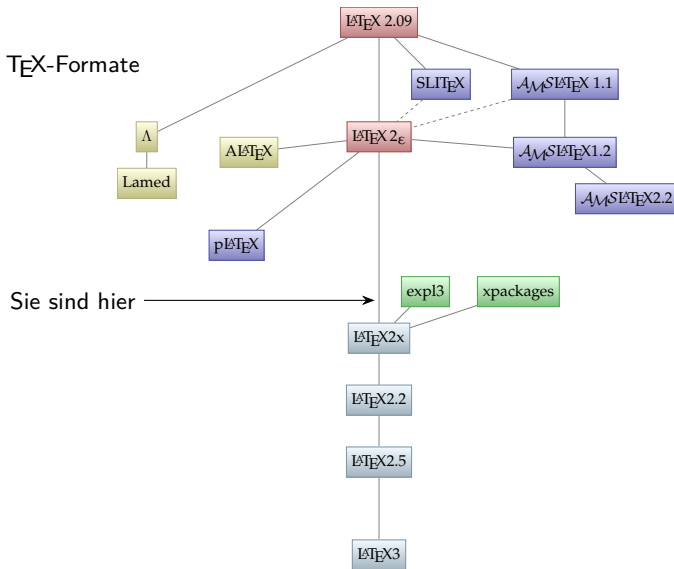 LATEX 2.09
TEX-Formate
SLITEX
AMSLATEX 1.1
Λ
ALATEX
LATEX 2ε
AMSLATEX1.2
Lamed
AMSLATEX2.2
pLATEX
Sie sind hier
expl3
xpackages
LATEX2x
LATEX2.2
LATEX2.5
LATEX3